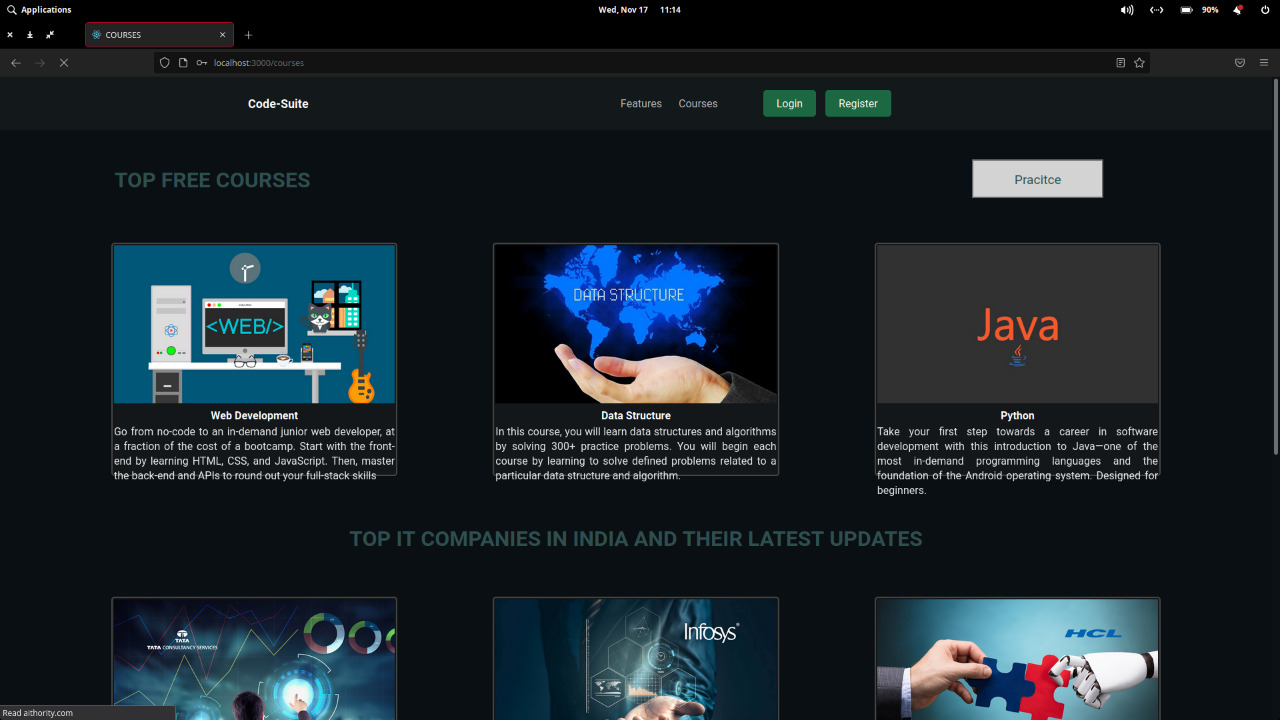 Applications
Wed, Nov 17 11:14
90%
COURSES
localhost:3000/courses
Code-Suite
Features Courses Login Register
TOP FREE COURSES
Pracitce
<WEB/>
DATA STRUCTURE
Java
Web Development
Go from no-code to an in-demand junior web developer, at
a fraction of the cost of a bootcamp. Start with the front-
end by learning HTML, CSS, and JavaScript. Then, master
the back-end and APIs to round out your full-stack skills
Data Structure
In this course, you will learn data structures and algorithms
by solving 300+ practice problems. You will begin each
course by learning to solve defined problems related to a
particular data structure and algorithm.
Python
Take your first step towards a career in software
development with this introduction to Java—one of the
most in-demand programming languages and the
foundation of the Android operating system. Designed for
beginners.
TOP IT COMPANIES IN INDIA AND THEIR LATEST UPDATES
TATA
TATA CONSULTANCY SERVICES
Infosys®
HCL
Read aithority.com